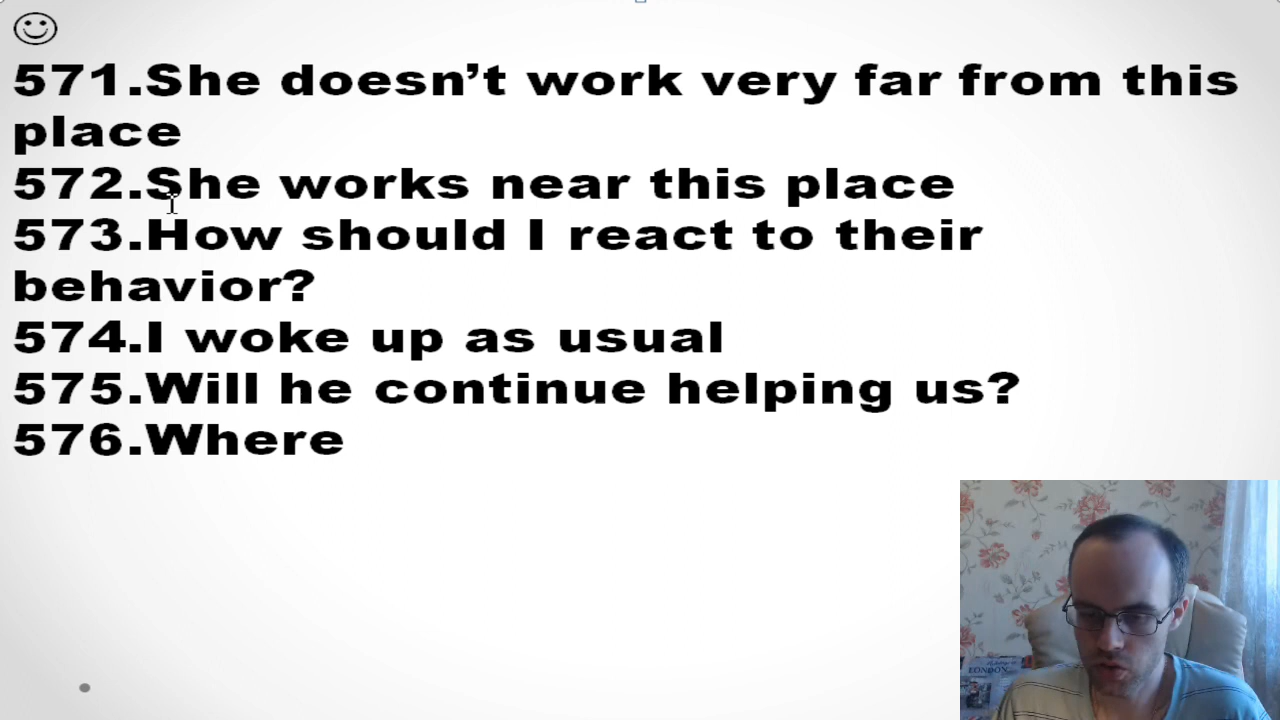 571.She doesn’t work very far from this
place
572.She works near this place
573.How should I react to their
behavior?
574.I woke up as usual
575.Will he continue helping us?
576.Where
LONDON